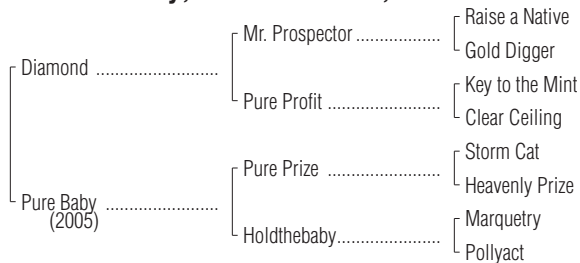 Raise a Native
Mr. Prospector ....................
Gold Digger
Diamond ........................
Key to the Mint
Pure Profit ....................
Clear Ceiling
Storm Cat
Pure Prize ....................
Heavenly Prize
Pure Baby ....................
(2005)
Marquetry
Holdthebaby....................
Pollyact